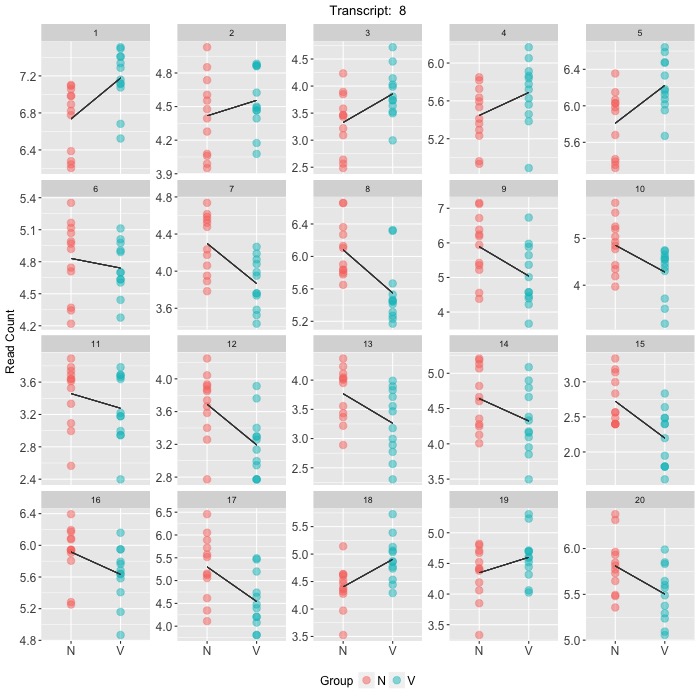 Transcript: 8
1 2 3 4 5
7.2 6.8 6.4
4.8 4.5 4.2 3.9
4.5 4.0 3.5 3.0 2.5
6.0 5.6 5.2
6.4 6.0 5.6
6 7 8 9 10
5.4 5.1 4.8 4.5 4.2
4.8 4.4 4.0 3.6
6.4 6.0 5.6 5.2
7 6 5 4
5 4
Read Count
11 12 13 14 15
3.6 3.2 2.8 2.4
4.0 3.6 3.2 2.8
4.0 3.5 3.0 2.5
5.0 4.5 4.0 3.5
3.0 2.5 2.0
16 17 18 19 20
6.4 6.0 5.6 5.2 4.8
6.5 6.0 5.5 5.0 4.5 4.0
5.5 5.0 4.5 4.0 3.5
5.0 4.5 4.0 3.5
6.0 5.5 5.0
N V N V N V N V N V
Group N V